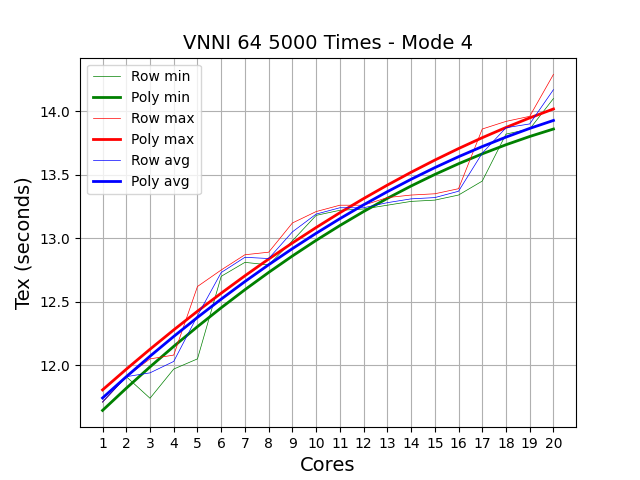 VNNI 64 5000 Times - Mode 4
Row min
Poly min
Row max
Poly max
Row avg
Poly avg
Tex (seconds)
14.0
13.5
13.0
12.5
12.0
1 2 3 4 5 6 7 8 9 10 11 12 13 14 15 16 17 18 19 20
Cores